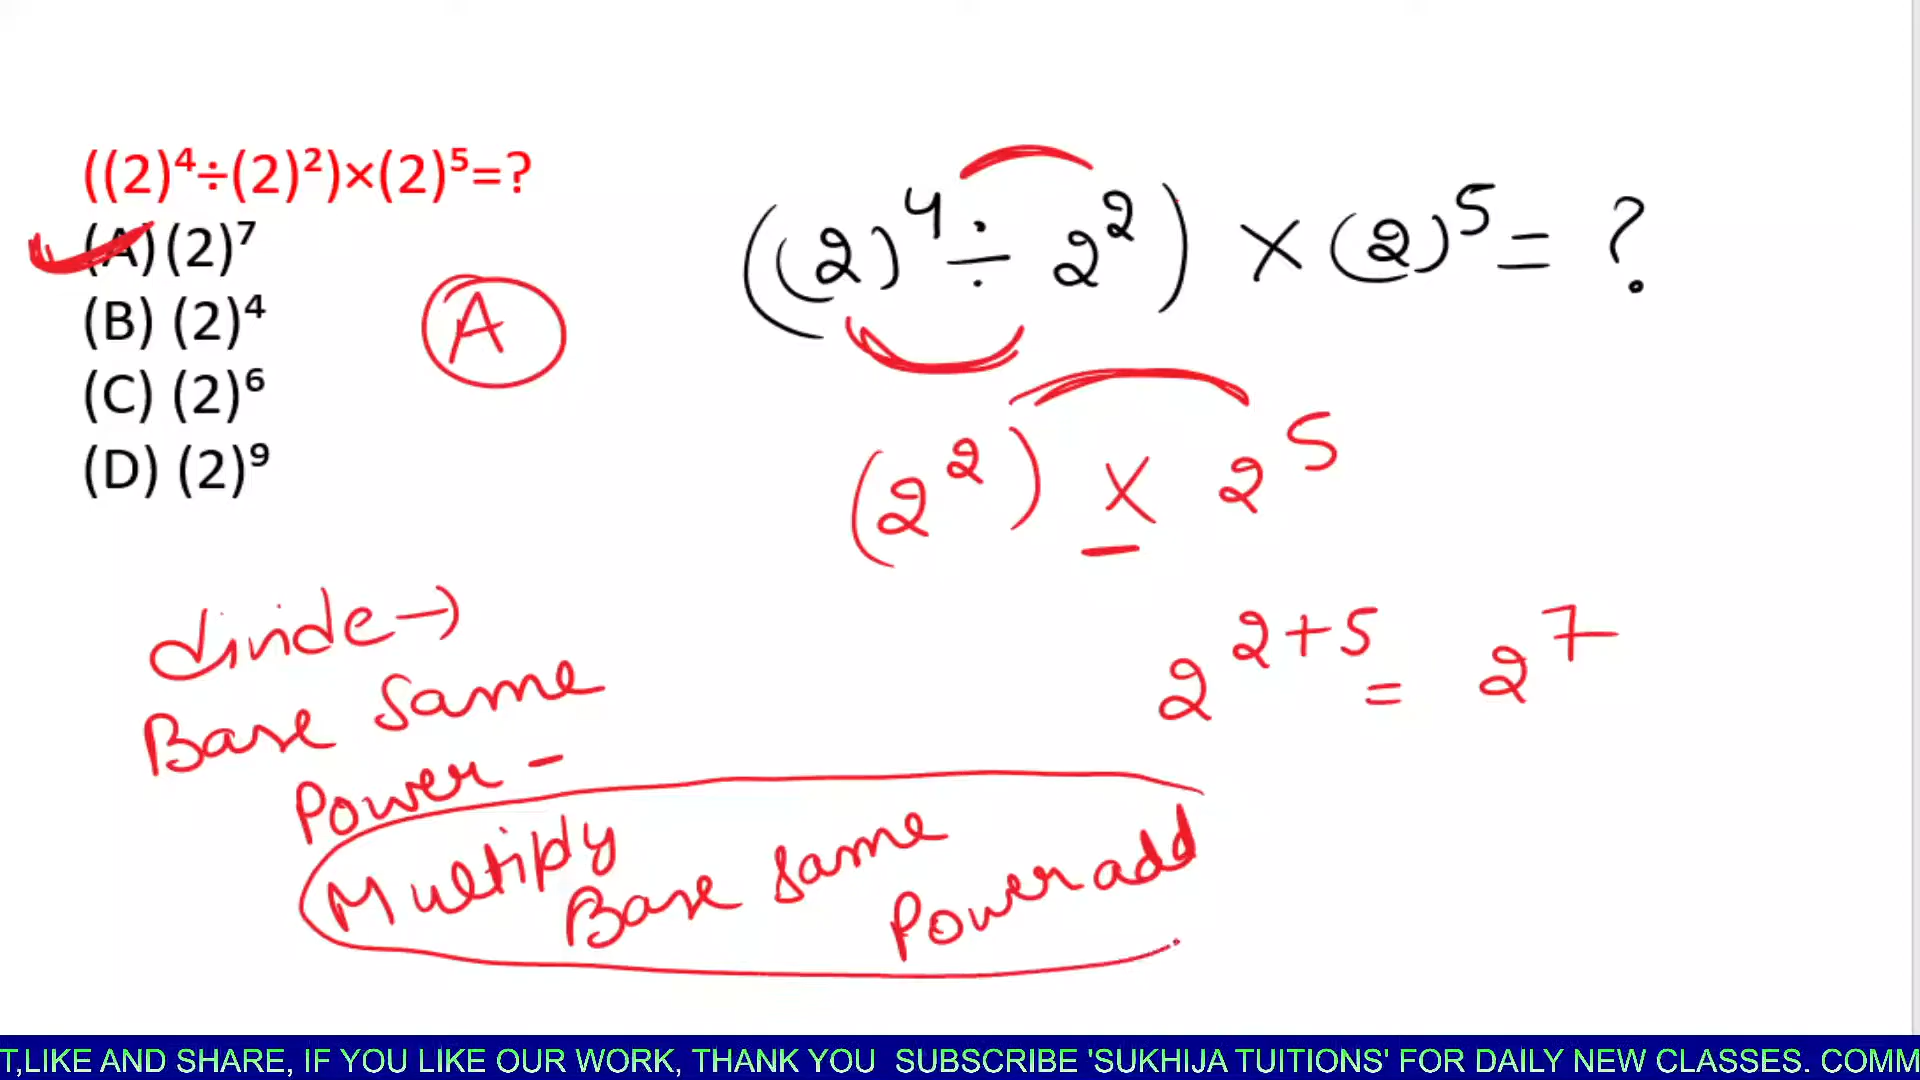 ((2)⁴÷(2)²)×(2)⁵=?
(A) (2)⁷
(B) (2)⁴
(C) (2)⁶
(D) (2)⁹
A
((2)⁴ ÷ 2²) × (2)⁵ = ?
(2²) × 2⁵
2²⁺⁵ = 2⁷
divide →
Base same
Power -
Multiply Base same Power add
T,LIKE AND SHARE, IF YOU LIKE OUR WORK, THANK YOU SUBSCRIBE 'SUKHIJA TUITIONS' FOR DAILY NEW CLASSES. COMM